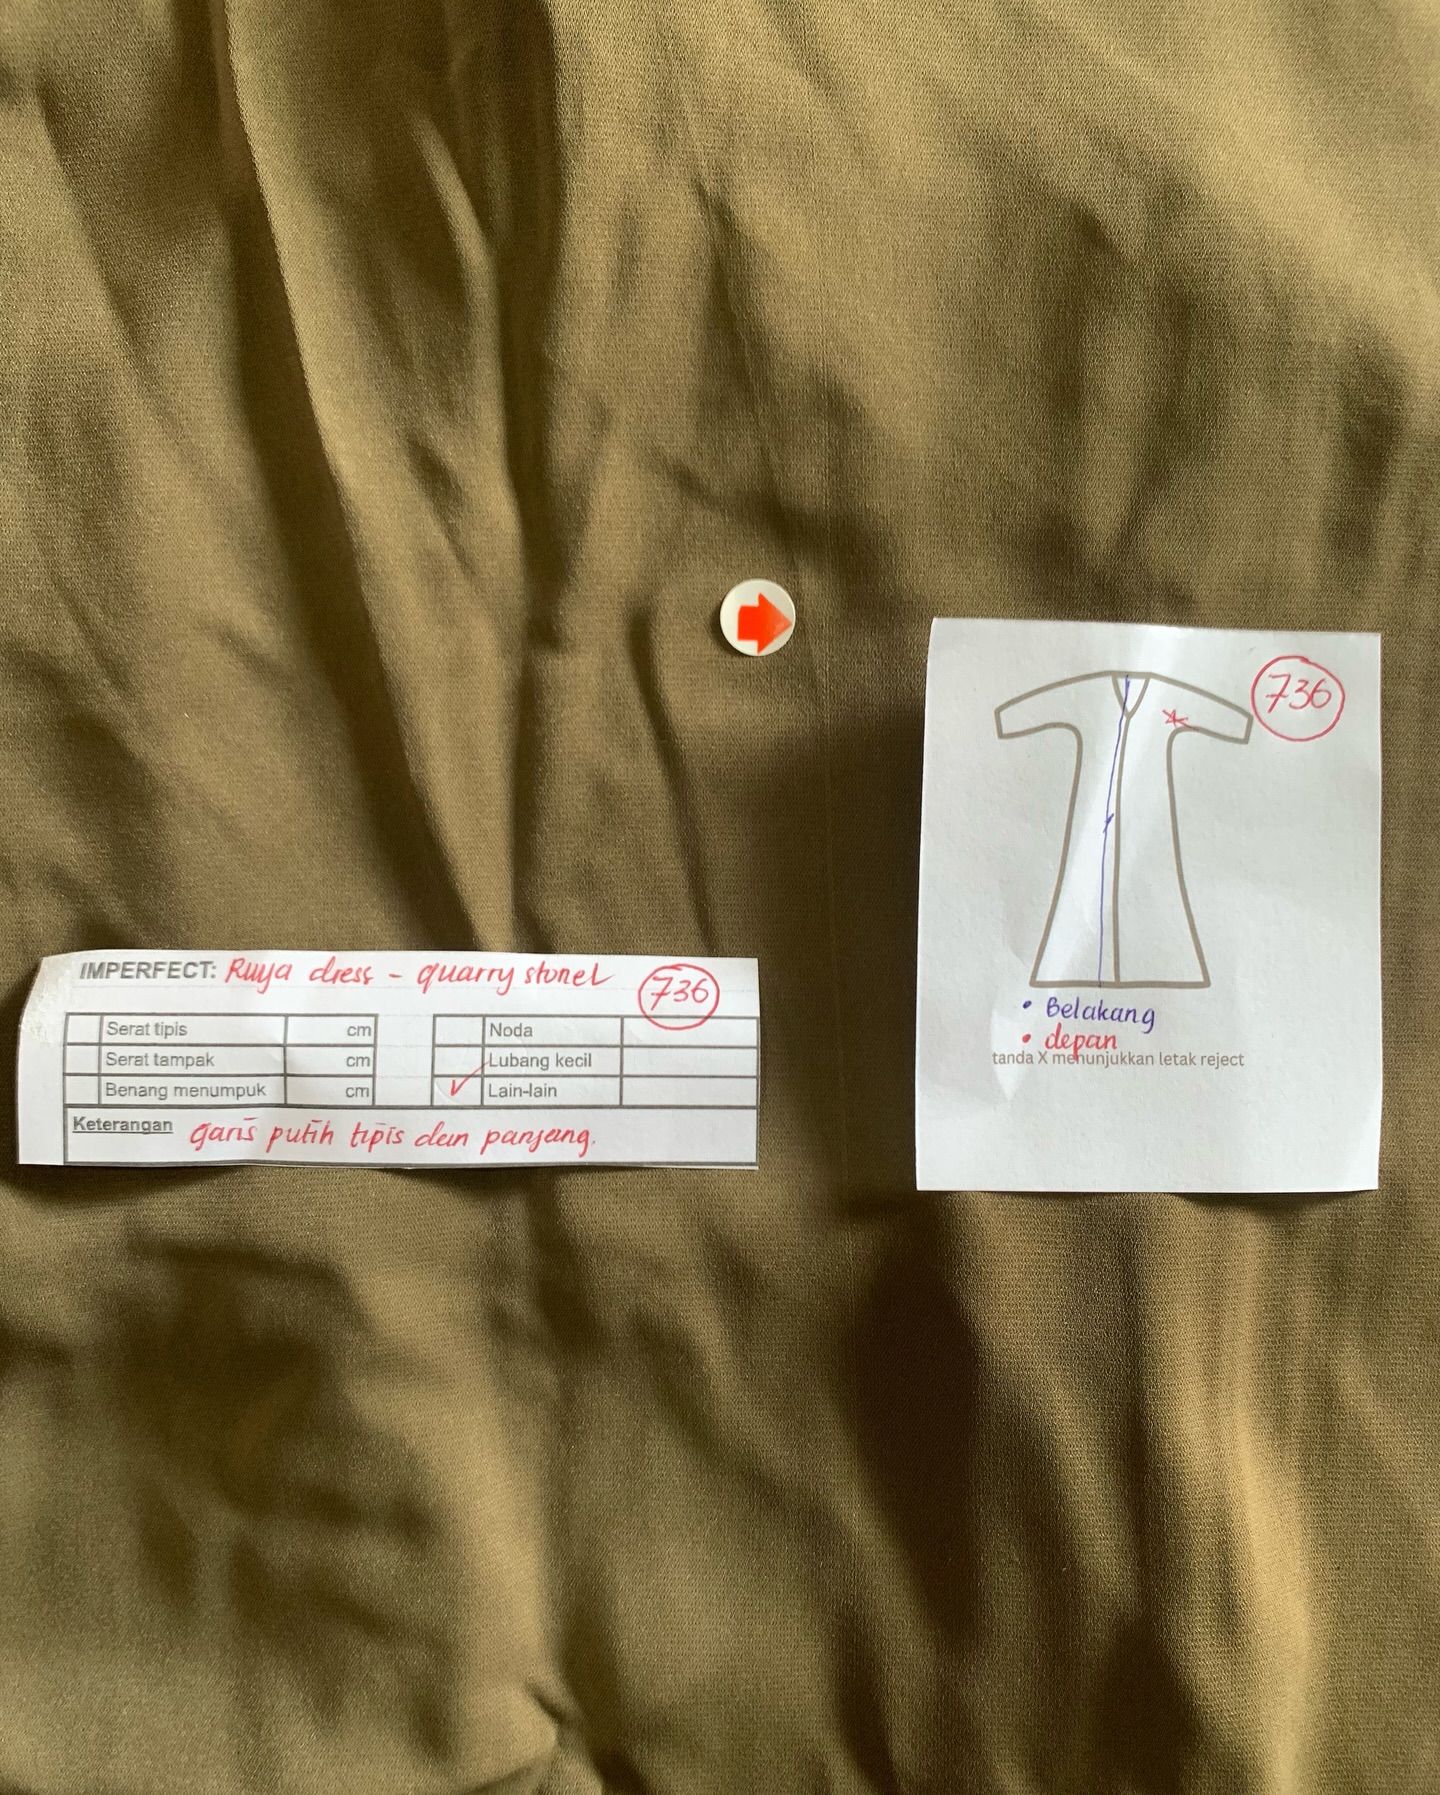 IMPERFECT: Ruya dress - quarry stone L
736
Serat tipis cm Noda
Serat tampak cm Lubang kecil
Benang menumpuk cm Lain-lain
Keterangan garis putih tipis dan panjang.
736
• Belakang
• depan
tanda X menunjukkan letak reject